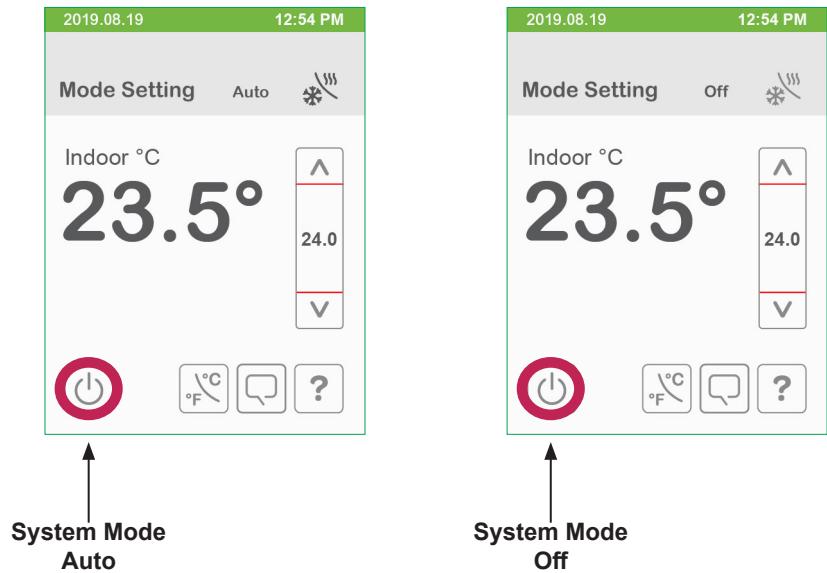 2019.08.19 12:54 PM
Mode Setting Auto
Indoor °C
23.5°
24.0
°C
°F
?
System Mode
Auto
2019.08.19 12:54 PM
Mode Setting Off
Indoor °C
23.5°
24.0
°C
°F
?
System Mode
Off